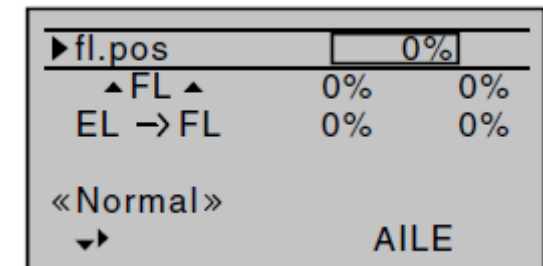 ▶fl.pos 0%
▲FL▲ 0% 0%
EL —> FL 0% 0%
«Normal»
▼▶ AILE